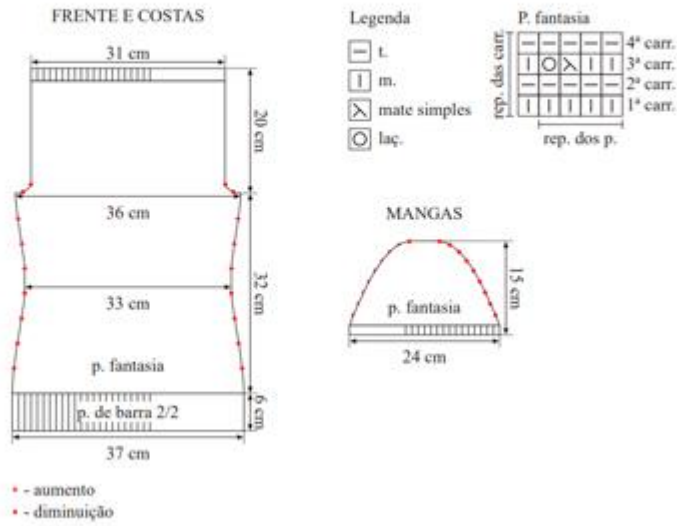 FRENTE E COSTAS
31 cm
20 cm
36 cm
32 cm
33 cm
p. fantasia
6 cm
p. de barra 2/2
37 cm
• - aumento
• - diminuição
Legenda
t.
m.
mate simples
laç.
P. fantasia
rep. das carr.
4ª carr.
3ª carr.
2ª carr.
1ª carr.
rep. dos p.
MANGAS
15 cm
p. fantasia
24 cm